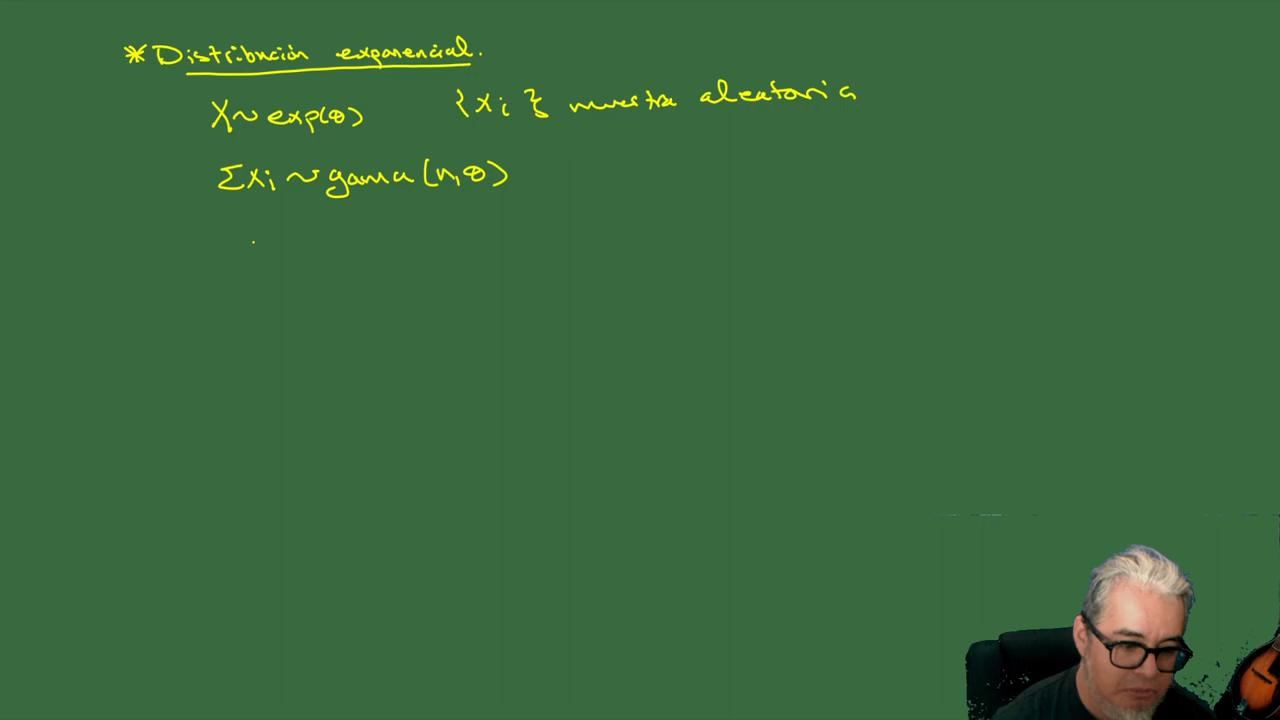 * Distribución exponencial.
X~exp(θ) {Xi} muestra aleatoria
ΣXi ~ gama (n,θ)